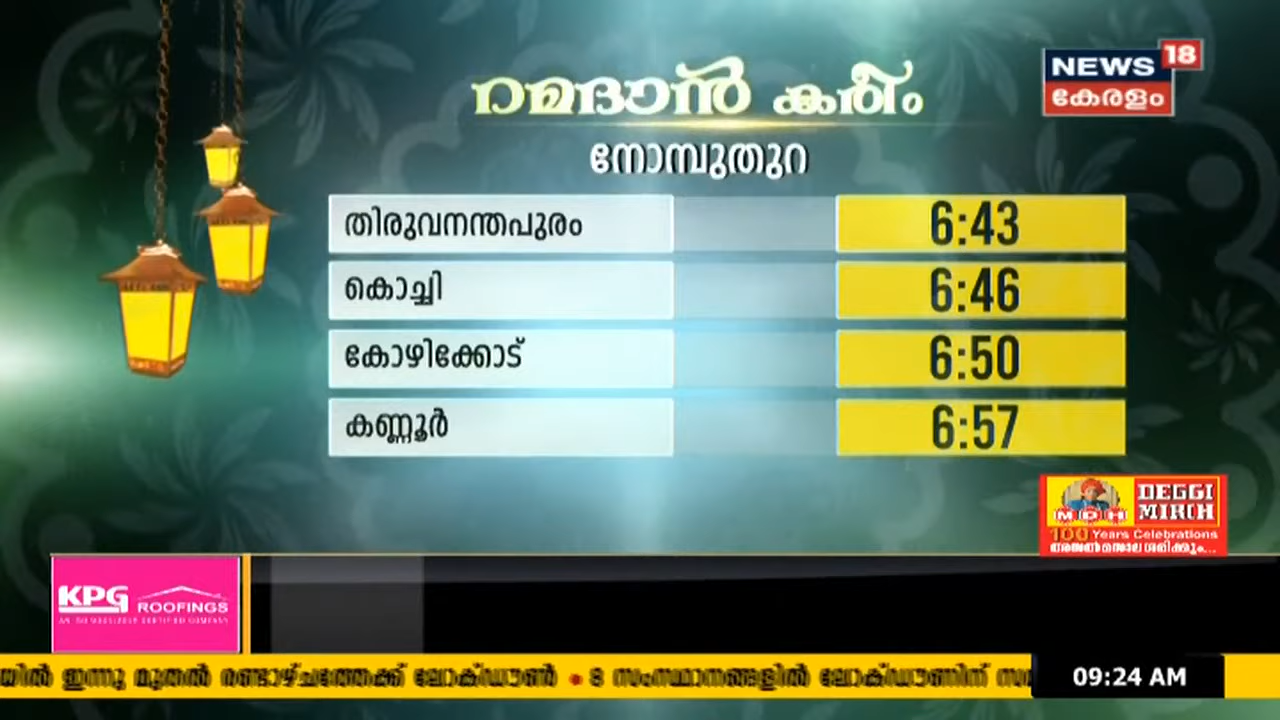 റമദാൻ കരീം
NEWS 18
കേരളം
നോമ്പുതുറ
തിരുവനന്തപുരം 6:43
കൊച്ചി 6:46
കോഴിക്കോട് 6:50
കണ്ണൂർ 6:57
MDH DEGGI MIRCH
100 Years Celebrations
KPG ROOFINGS
യിൽ ഇന്നു മുതൽ രണ്ടാഴ്ചത്തേക്ക് ലോക്ഡൗൺ • 8 സംസ്ഥാനങ്ങളിൽ ലോക്ഡൗണിന് 09:24 AM